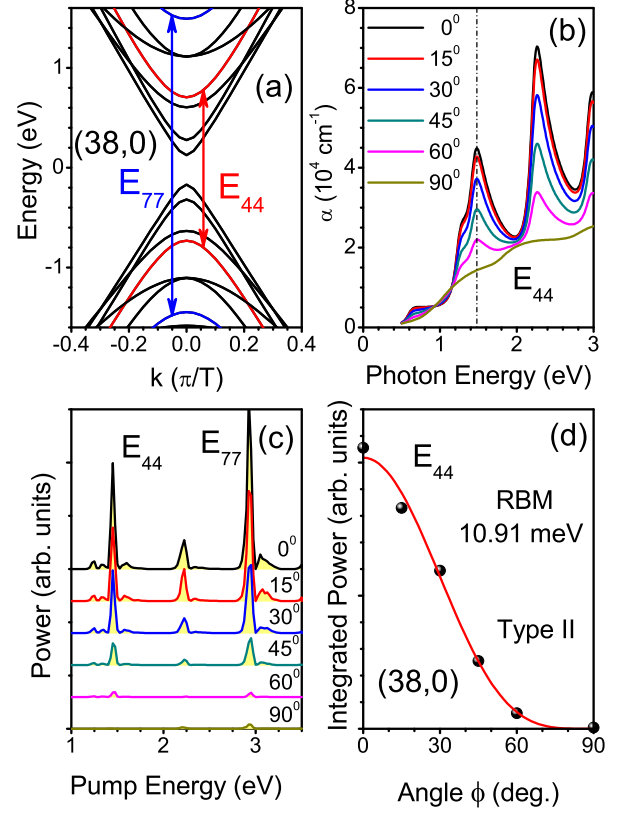 1
0
-1
Energy (eV)
(a)
(38,0)
E77
E44
-0.4 -0.2 0.0 0.2 0.4
k (π/T)
8
6
4
2
0
α (10⁴ cm⁻¹)
(b)
0⁰
15⁰
30⁰
45⁰
60⁰
90⁰
E44
0 1 2 3
Photon Energy (eV)
Power (arb. units)
E44 E77 (c)
0⁰
15⁰
30⁰
45⁰
60⁰
90⁰
1 2 3
Pump Energy (eV)
Integrated Power (arb. units)
(d)
E44
RBM
10.91 meV
Type II
(38,0)
0 30 60 90
Angle ϕ (deg.)